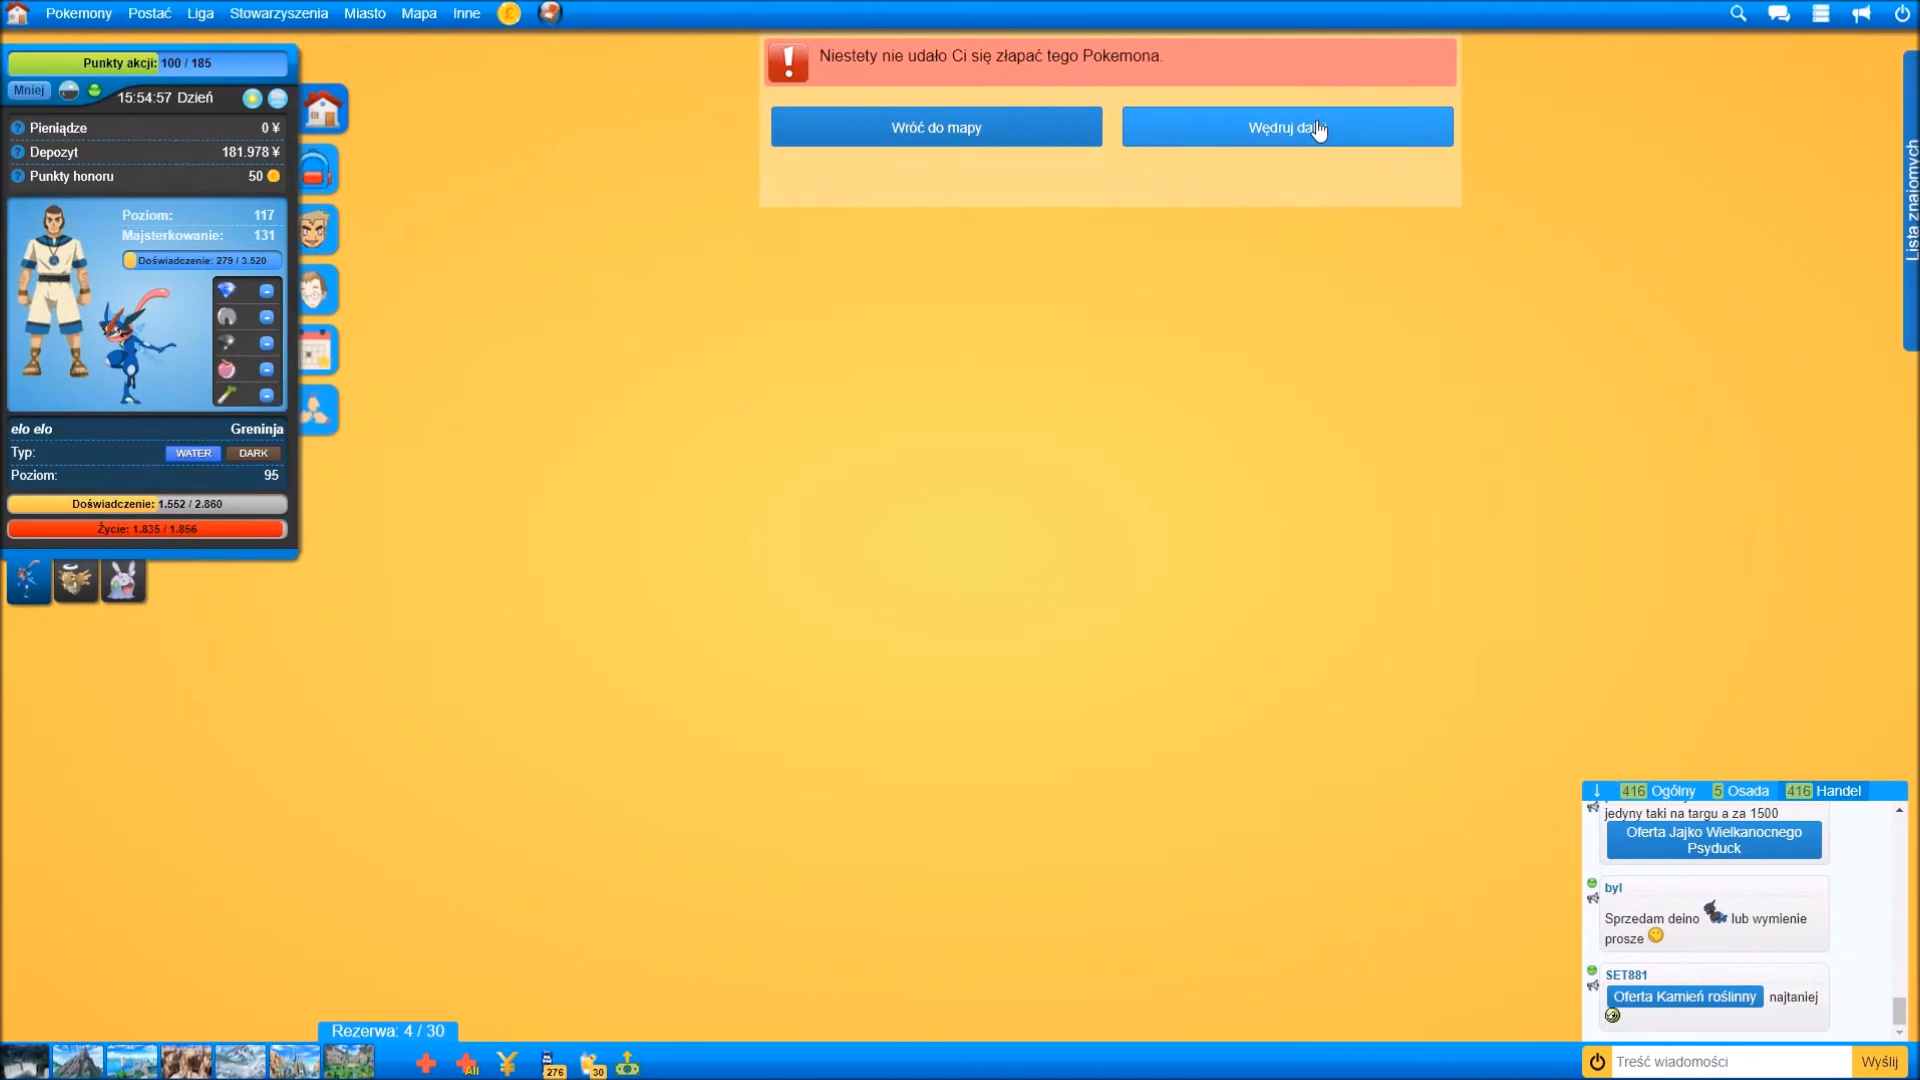 Pokemony Postać Liga Stowarzyszenia Miasto Mapa Inne
Punkty akcji: 100 / 185
Mniej 15:54:57 Dzień
Pieniądze 0 ¥
Depozyt 181.978 ¥
Punkty honoru 50
Poziom: 117
Majsterkowanie: 131
Doświadczenie: 279 / 3.520
elo elo Greninja
Typ: WATER DARK
Poziom: 95
Doświadczenie: 1.552 / 2.860
Życie: 1.835 / 1.856
Niestety nie udało Ci się złapać tego Pokemona.
Wróć do mapy
Wędruj
Lista znajomych
416 Ogólny 5 Osada 416 Handel
jedyny taki na targu a za 1500
Oferta Jajko Wielkanocnego
Psyduck
byl
Sprzedam deino lub wymienie
prosze
SET881
Oferta Kamień roślinny najtaniej
Rezerwa: 4 / 30
All
276
30
Treść wiadomości
Wyślij